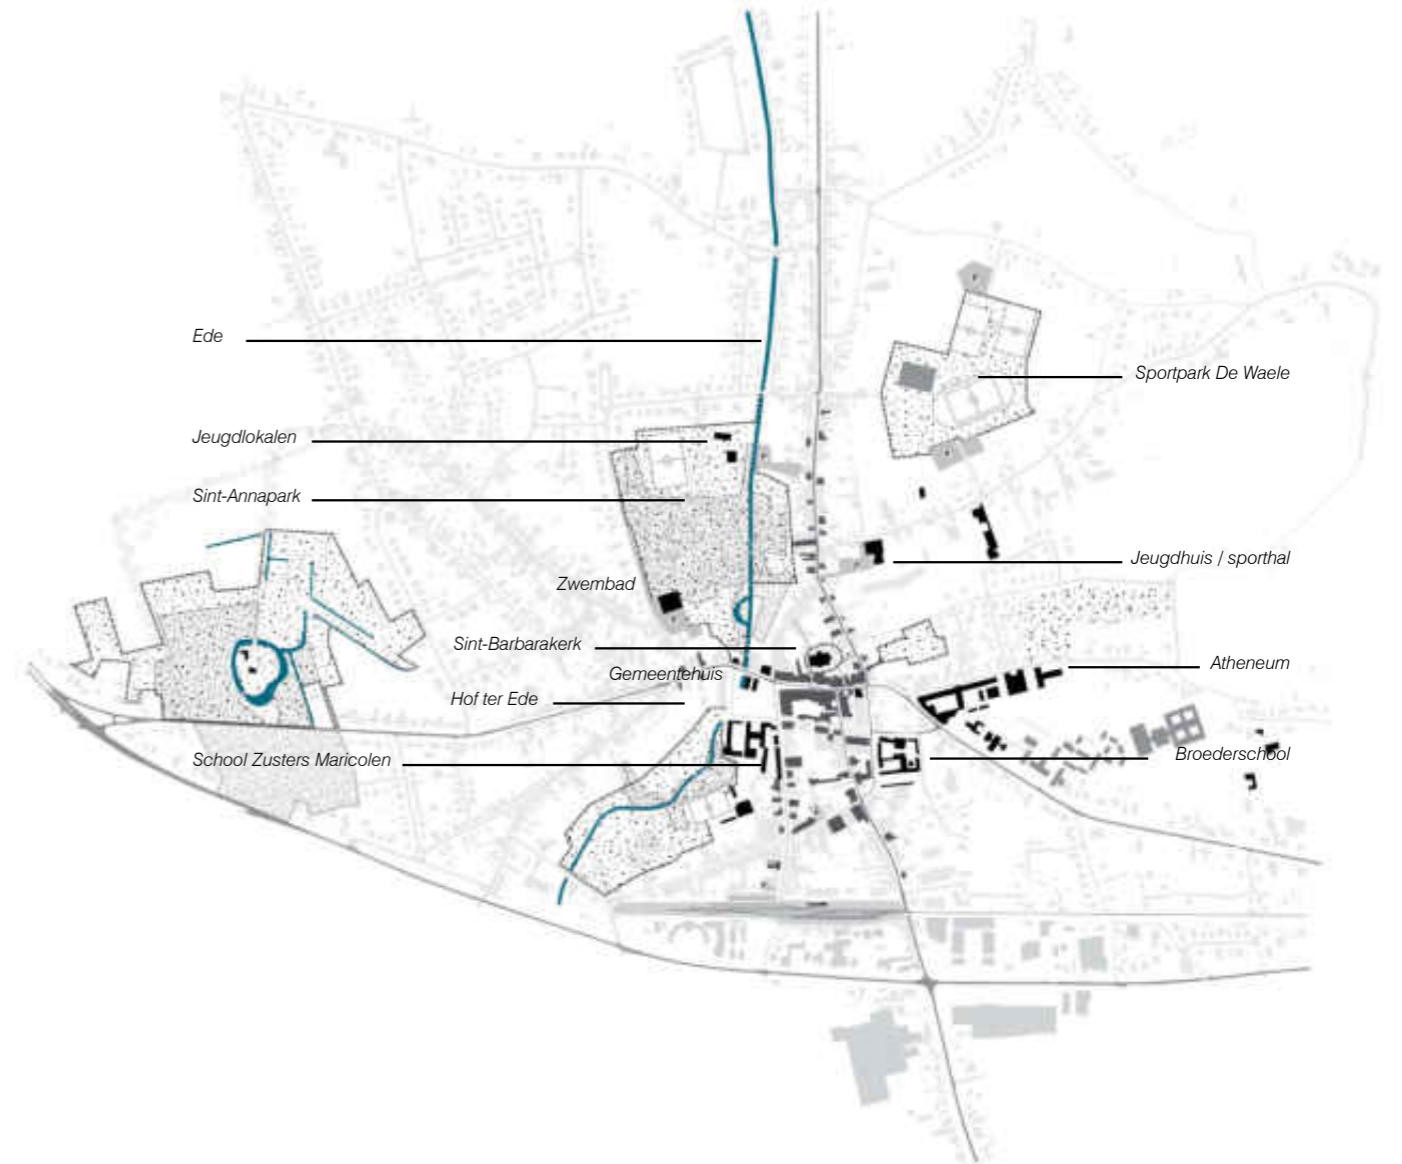 Ede
Sportpark De Waele
Jeugdlokalen
Sint-Annapark
Jeugdhuis / sporthal
Zwembad
Sint-Barbarakerk
Atheneum
Gemeentehuis
Hof ter Ede
Broederschool
School Zusters Maricolen